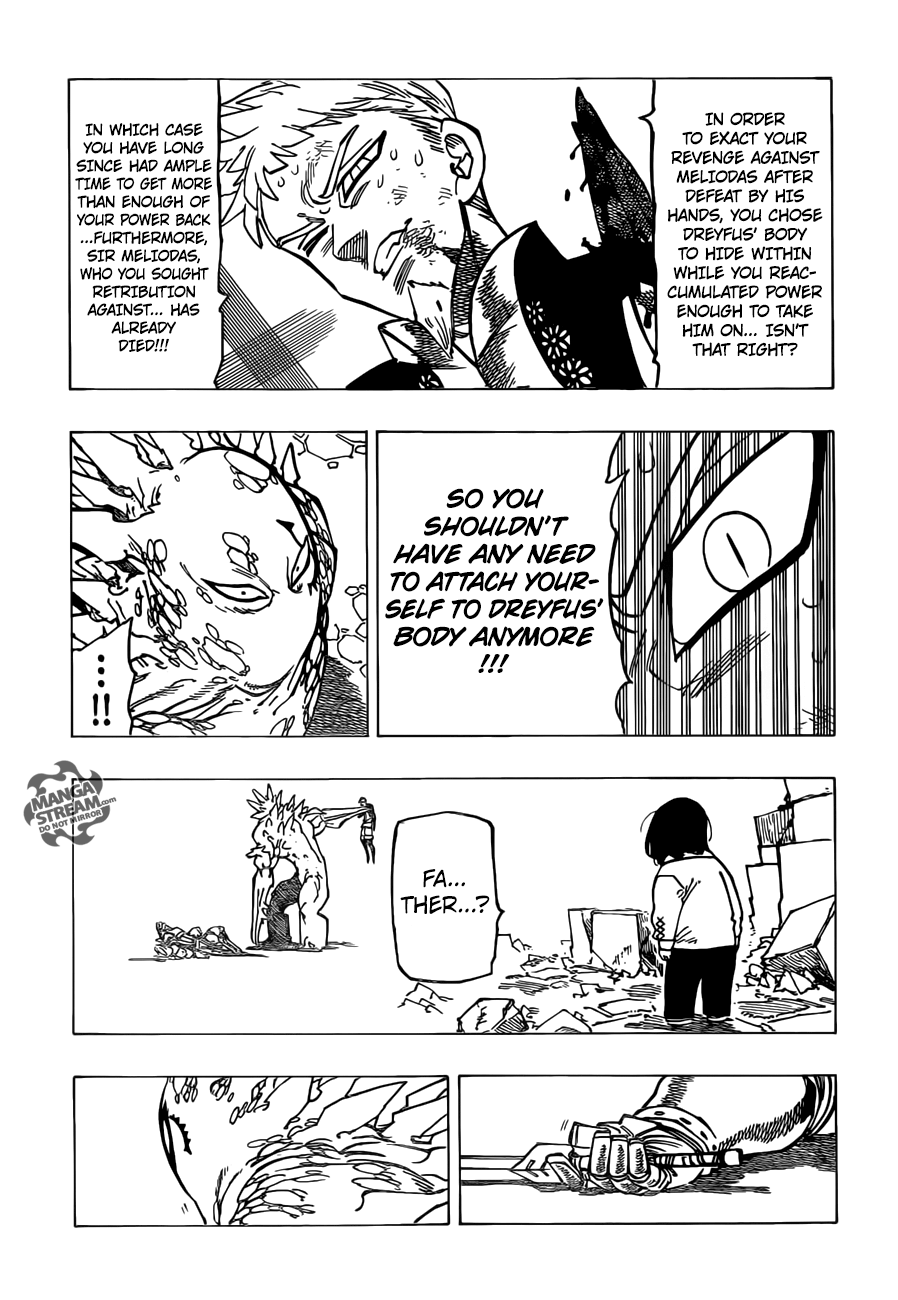 IN ORDER
TO EXACT YOUR
REVENGE AGAINST
MELIODAS AFTER
DEFEAT BY HIS
HANDS, YOU CHOSE
DREYFUS' BODY
TO HIDE WITHIN
WHILE YOU REAC-
CUMULATED POWER
ENOUGH TO TAKE
HIM ON... ISN'T
THAT RIGHT?
IN WHICH CASE
YOU HAVE LONG
SINCE HAD AMPLE
TIME TO GET MORE
THAN ENOUGH OF
YOUR POWER BACK
...FURTHERMORE,
SIR MELIODAS,
WHO YOU SOUGHT
RETRIBUTION
AGAINST... HAS
ALREADY
DIED!!!
SO YOU
SHOULDN'T
HAVE ANY NEED
TO ATTACH YOUR-
SELF TO DREYFUS'
BODY ANYMORE
!!!
...!!
FA...
THER...?
MANGA
STREAM.com
DO NOT MIRROR